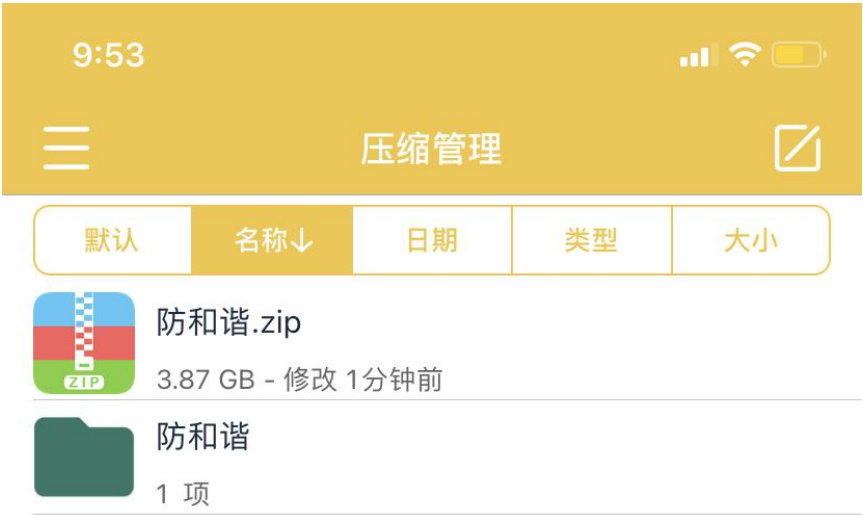 9:53
压缩管理
默认 名称↓ 日期 类型 大小
防和谐.zip
ZIP
3.87 GB - 修改 1分钟前
防和谐
1 项